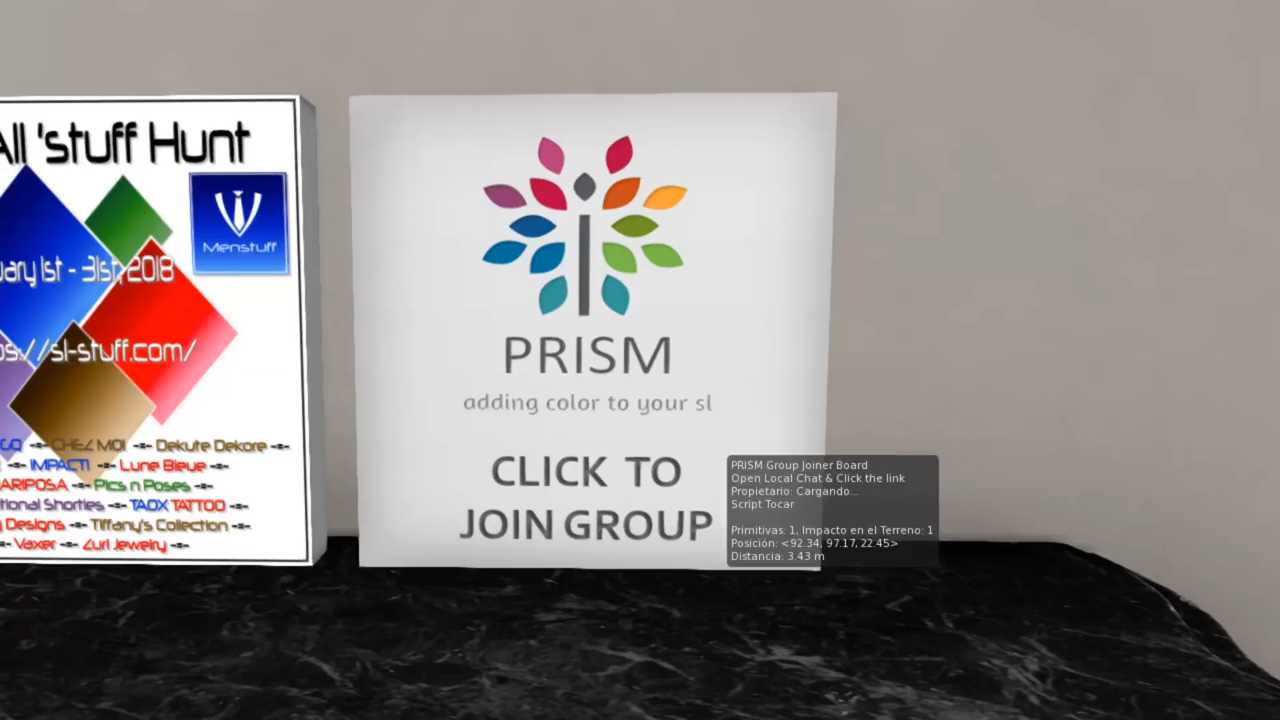 All 'stuff Hunt
Menstuff
uary 1st - 31st, 2018
ps://sl-stuff.com/
CHEZ MOI -=- Dekute Dekore -=-
-=- IMPACT! -=- Lune Bleue -=-
ARIPOSA -=- Pics n Poses -=-
tional Shorties -=- TADX TATTOO -=-
Designs -=- Tiffany's Collection -=-
-=- Vaxer -=- Zuri Jewelry -=-
PRISM
adding color to your sl
CLICK TO
JOIN GROUP
PRISM Group Joiner Board
Open Local Chat & Click the link
Propietario: Cargando...
Script Tocar
Primitivas: 1, Impacto en el Terreno: 1
Posición: <92.34, 97.17, 22.45>
Distancia: 3.43 m